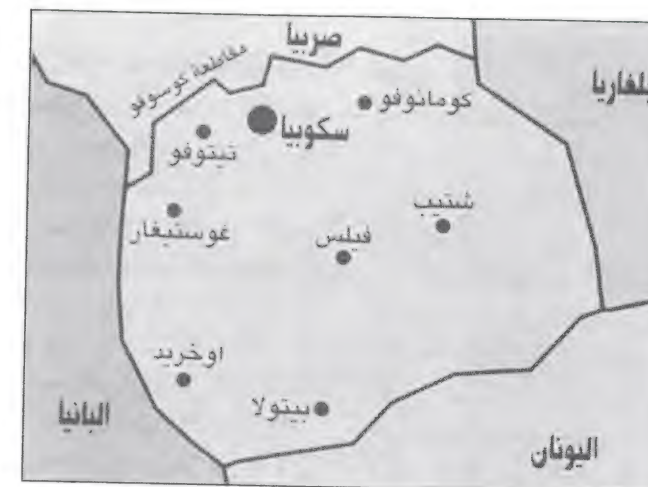 صربيا
مقاطعة كوسوفو
بلغاريا
كومانوفو
سكوبيا
تيتوفو
شتيب
غوستيفار
فيلس
اوخريد
بيتولا
البانيا
اليونان